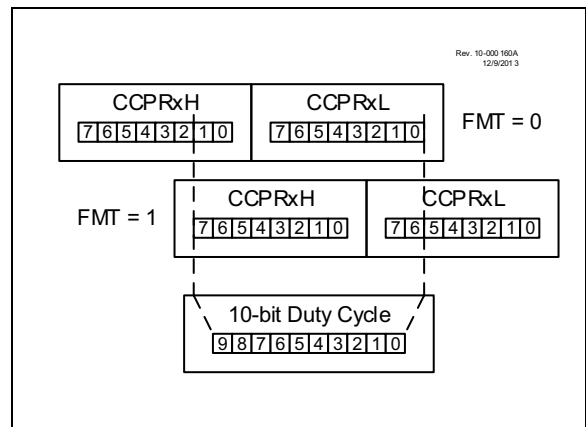 Rev. 10-000 160A
12/9/201 3
CCPRxH CCPRxL
7 6 5 4 3 2 1 0 7 6 5 4 3 2 1 0 FMT = 0
CCPRxH CCPRxL
FMT = 1 7 6 5 4 3 2 1 0 7 6 5 4 3 2 1 0
10-bit Duty Cycle
9 8 7 6 5 4 3 2 1 0